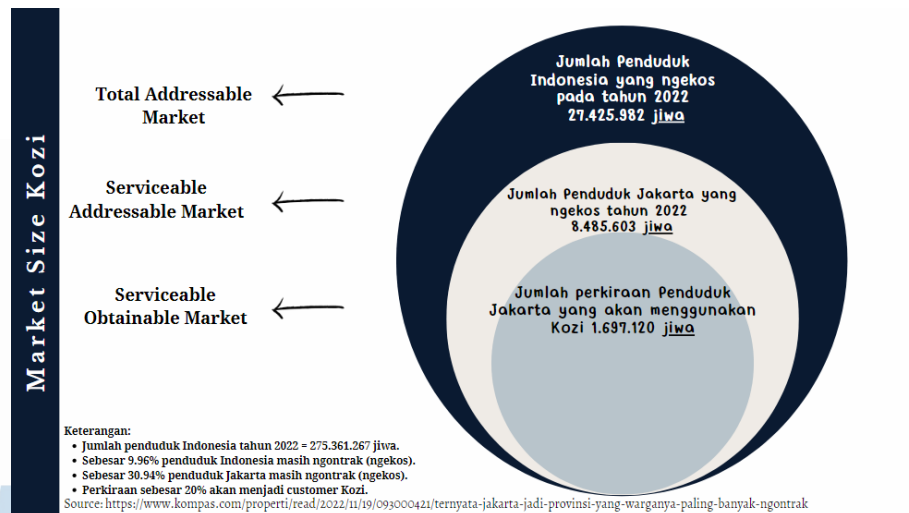 Market Size Kozi
Total Addressable
Market
Serviceable
Addressable Market
Serviceable
Obtainable Market
Jumlah Penduduk
Indonesia yang ngekos
pada tahun 2022
27.425.982 jiwa
Jumlah Penduduk Jakarta yang
ngekos tahun 2022
8.485.603 jiwa
Jumlah perkiraan Penduduk
Jakarta yang akan menggunakan
Kozi 1.697.120 jiwa
Keterangan:
• Jumlah penduduk Indonesia tahun 2022 = 275.361.267 jiwa.
• Sebesar 9.96% penduduk Indonesia masih ngontrak (ngekos).
• Sebesar 30.94% penduduk Jakarta masih ngontrak (ngekos).
• Perkiraan sebesar 20% akan menjadi customer Kozi.
Source: https://www.kompas.com/properti/read/2022/11/19/093000421/ternyata-jakarta-jadi-provinsi-yang-warganya-paling-banyak-ngontrak